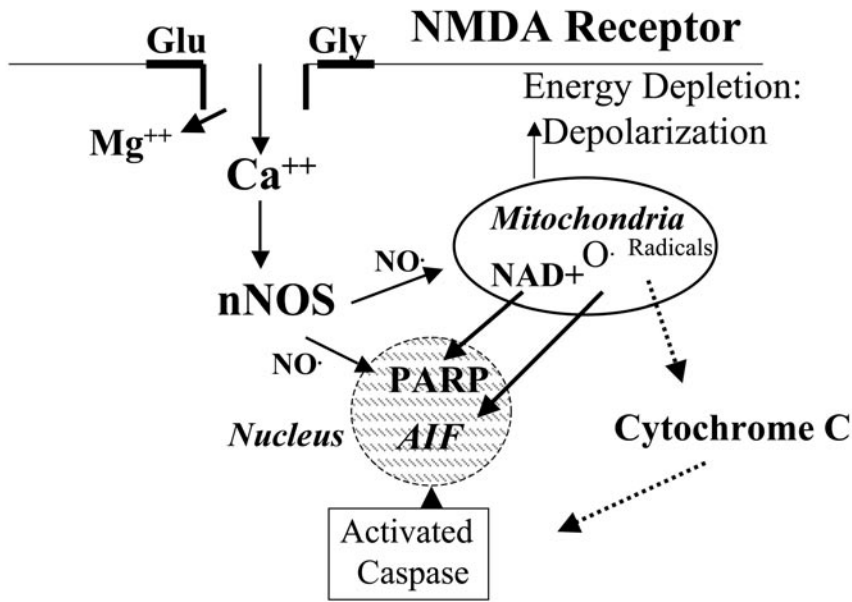 NMDA Receptor
Glu
Gly
Energy Depletion:
Depolarization
Mg⁺⁺
Ca⁺⁺
Mitochondria
O· Radicals
NAD+
NO·
nNOS
NO·
PARP
Nucleus
AIF
Cytochrome C
Activated
Caspase